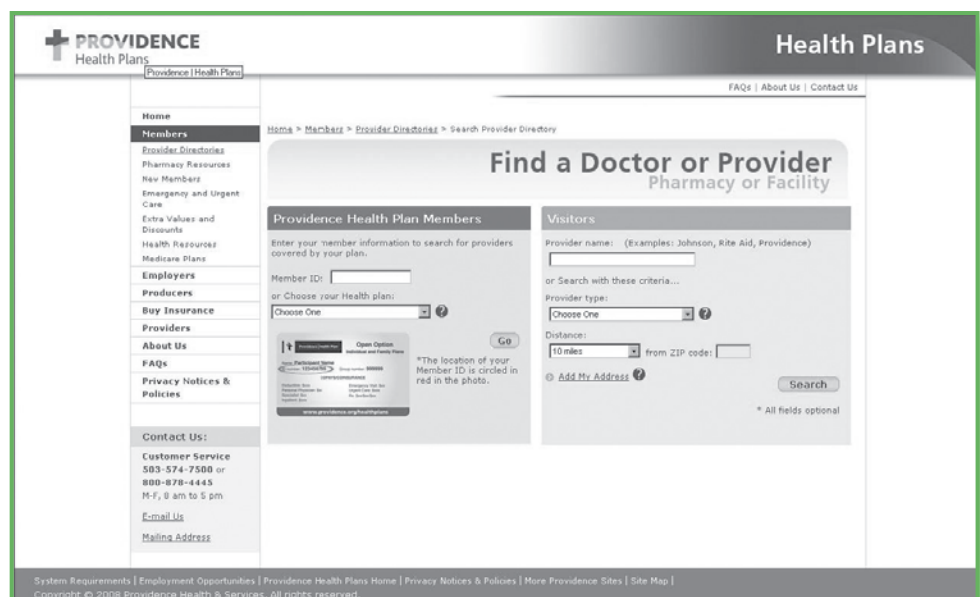 PROVIDENCE
Health Plans
Providence | Health Plans
Health Plans
FAQs | About Us | Contact Us
Home
Members
Provider Directories
Pharmacy Resources
New Members
Emergency and Urgent
Care
Extra Values and
Discounts
Health Resources
Medicare Plans
Employers
Producers
Buy Insurance
Providers
About Us
FAQs
Privacy Notices &
Policies
Contact Us:
Customer Service
503-574-7500 or
800-878-4445
M-F, 8 am to 5 pm
E-mail Us
Mailing Address
Home > Members > Provider Directories > Search Provider Directory
Find a Doctor or Provider
Pharmacy or Facility
Providence Health Plan Members
Enter your member information to search for providers
covered by your plan.
Member ID:
or Choose your Health plan:
Choose One
?
Go
Open Option
Individual and Family Plans
Participant Name
www.providence.org/healthplans
*The location of your
Member ID is circled in
red in the photo.
Visitors
Provider name: (Examples: Johnson, Rite Aid, Providence)
or Search with these criteria...
Provider type:
Choose One
?
Distance:
10 miles from ZIP code:
Add My Address ?
Search
* All fields optional
System Requirements | Employment Opportunities | Providence Health Plans Home | Privacy Notices & Policies | More Providence Sites | Site Map |
Copyright © 2008 Providence Health & Services. All rights reserved.